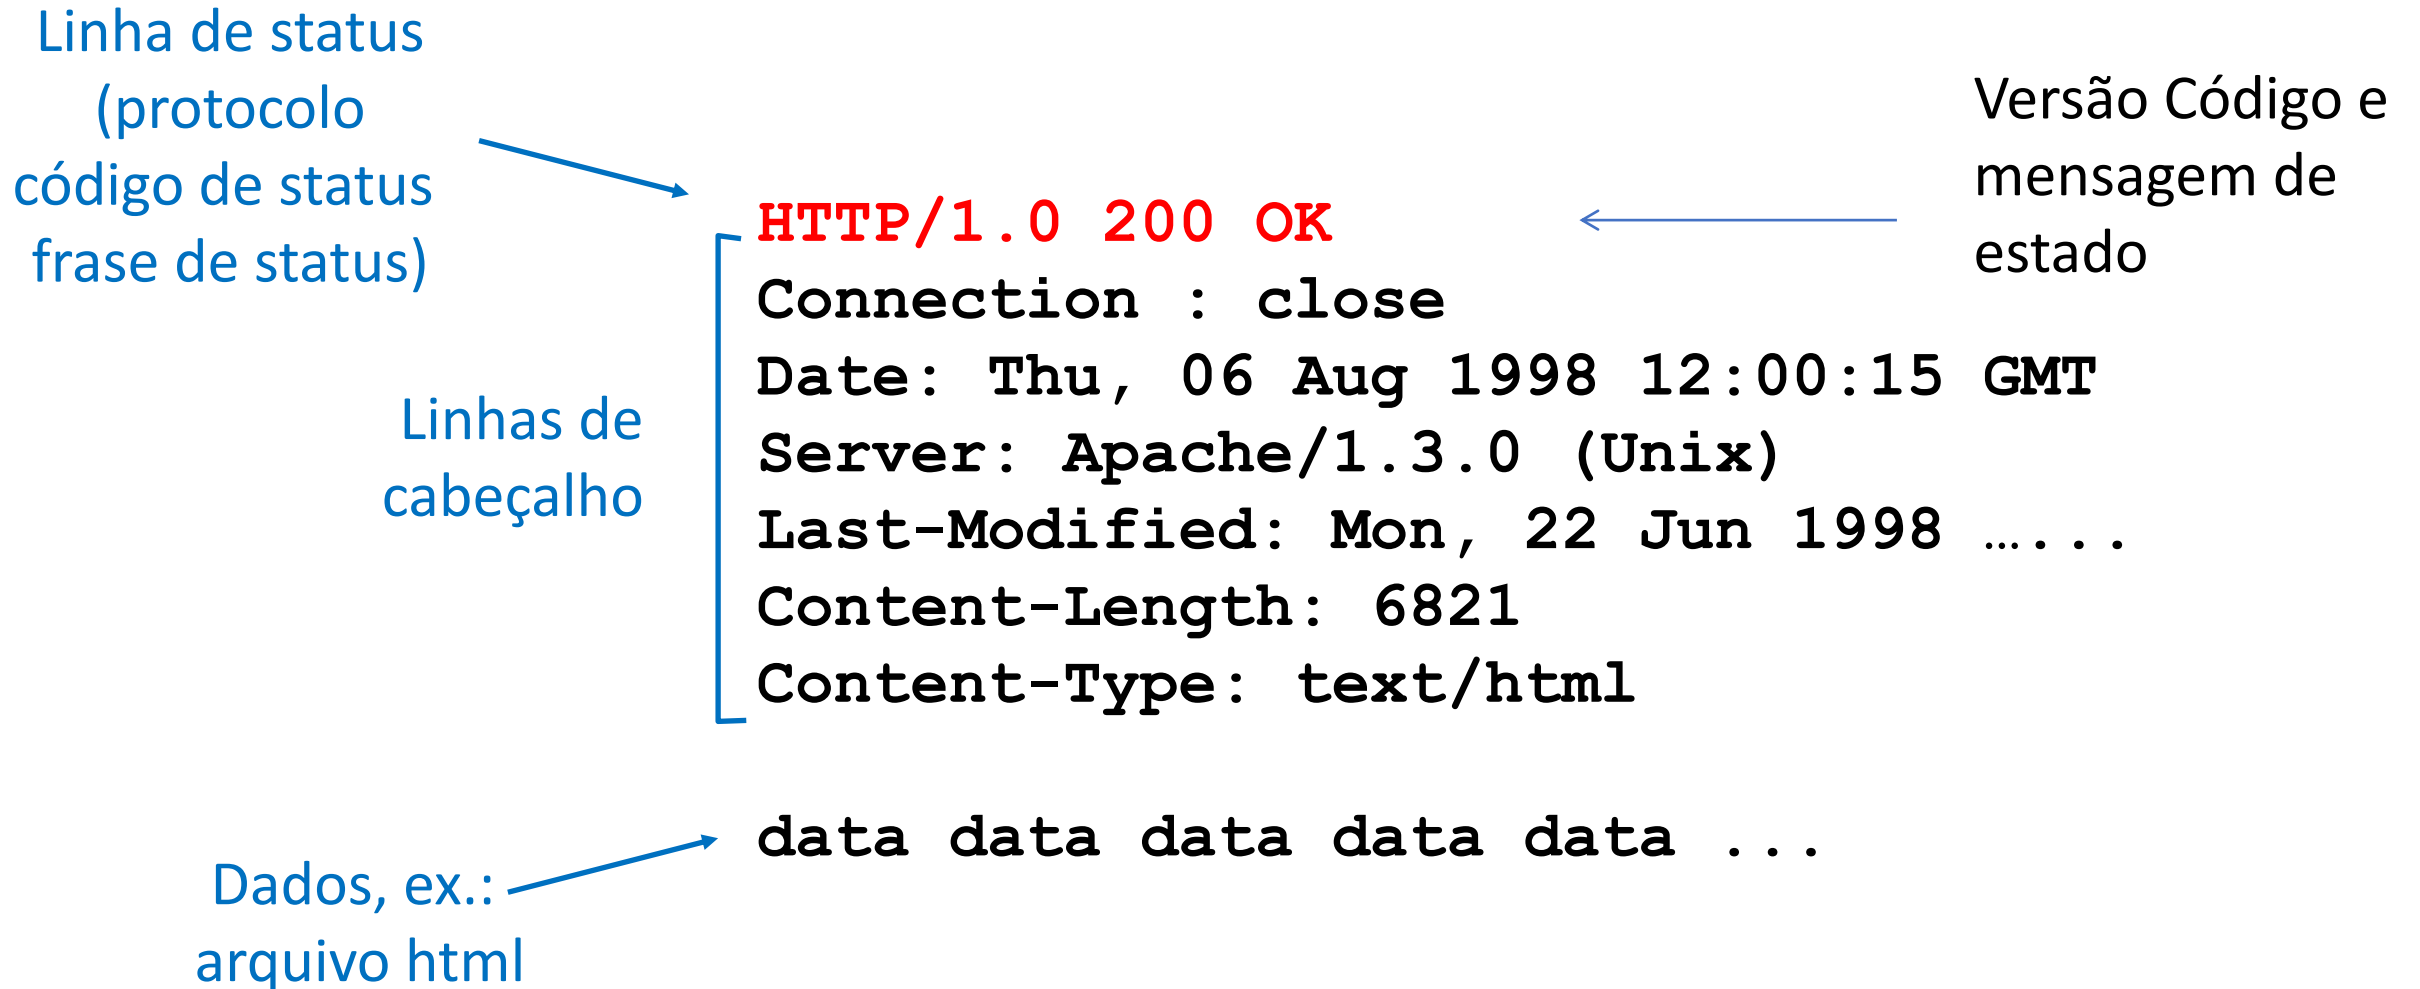 Linha de status
(protocolo
código de status
frase de status)
Versão Código e
mensagem de
estado
HTTP/1.0 200 OK
Connection : close
Date: Thu, 06 Aug 1998 12:00:15 GMT
Server: Apache/1.3.0 (Unix)
Last-Modified: Mon, 22 Jun 1998 …...
Content-Length: 6821
Content-Type: text/html
Linhas de
cabeçalho
data data data data data ...
Dados, ex.:
arquivo html